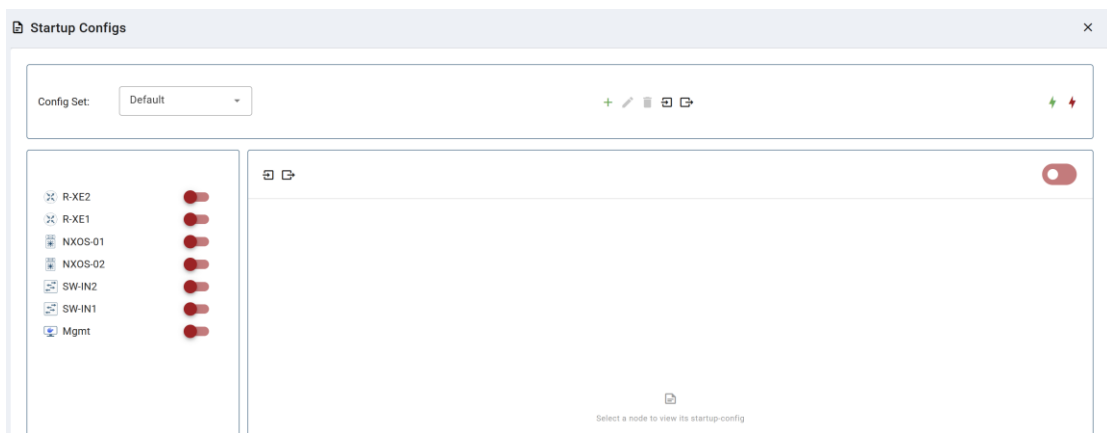 Startup Configs
Config Set:
Default
R-XE2
R-XE1
NXOS-01
NXOS-02
SW-IN2
SW-IN1
Mgmt
Select a node to view its startup-config